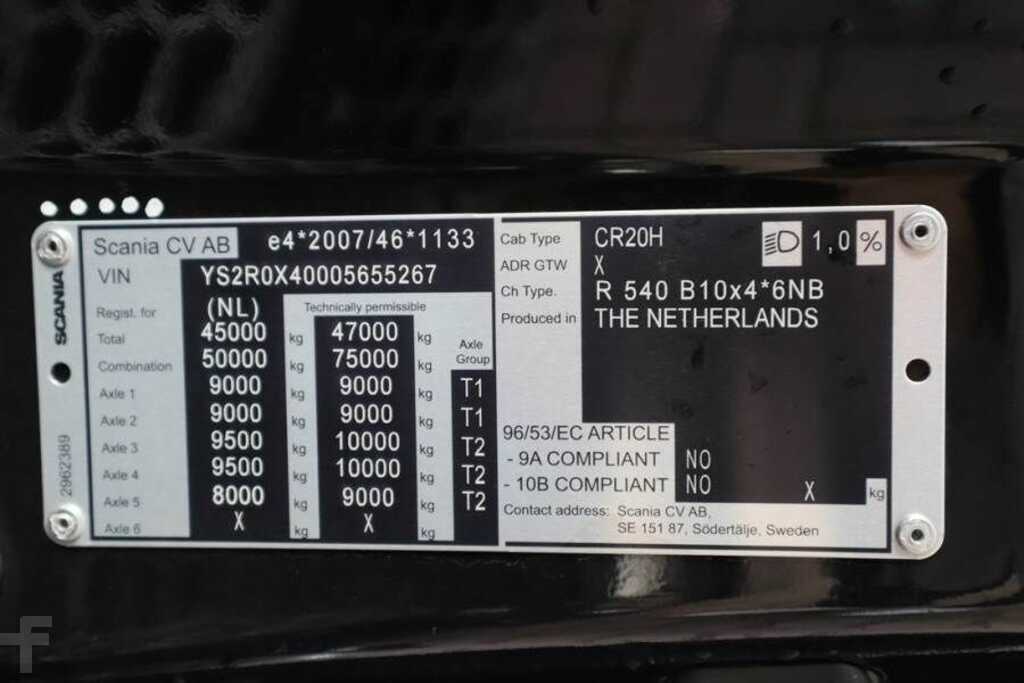 Scania CV AB e4*2007/46*1133
VIN YS2R0X40005655267
Regist. for (NL) Technically permissible
Total 45000 kg 47000 kg Axle Group
Combination 50000 kg 75000 kg
Axle 1 9000 kg 9000 kg T1
Axle 2 9000 kg 9000 kg T1
Axle 3 9500 kg 10000 kg T2
Axle 4 9500 kg 10000 kg T2
Axle 5 8000 kg 9000 kg T2
Axle 6 X kg X kg
SCANIA
2962389
Cab Type CR20H 1,0 %
ADR GTW X
Ch Type. R 540 B10x4*6NB
Produced in THE NETHERLANDS
96/53/EC ARTICLE
- 9A COMPLIANT NO
- 10B COMPLIANT NO X kg
Contact address: Scania CV AB,
SE 151 87, Södertälje, Sweden
F